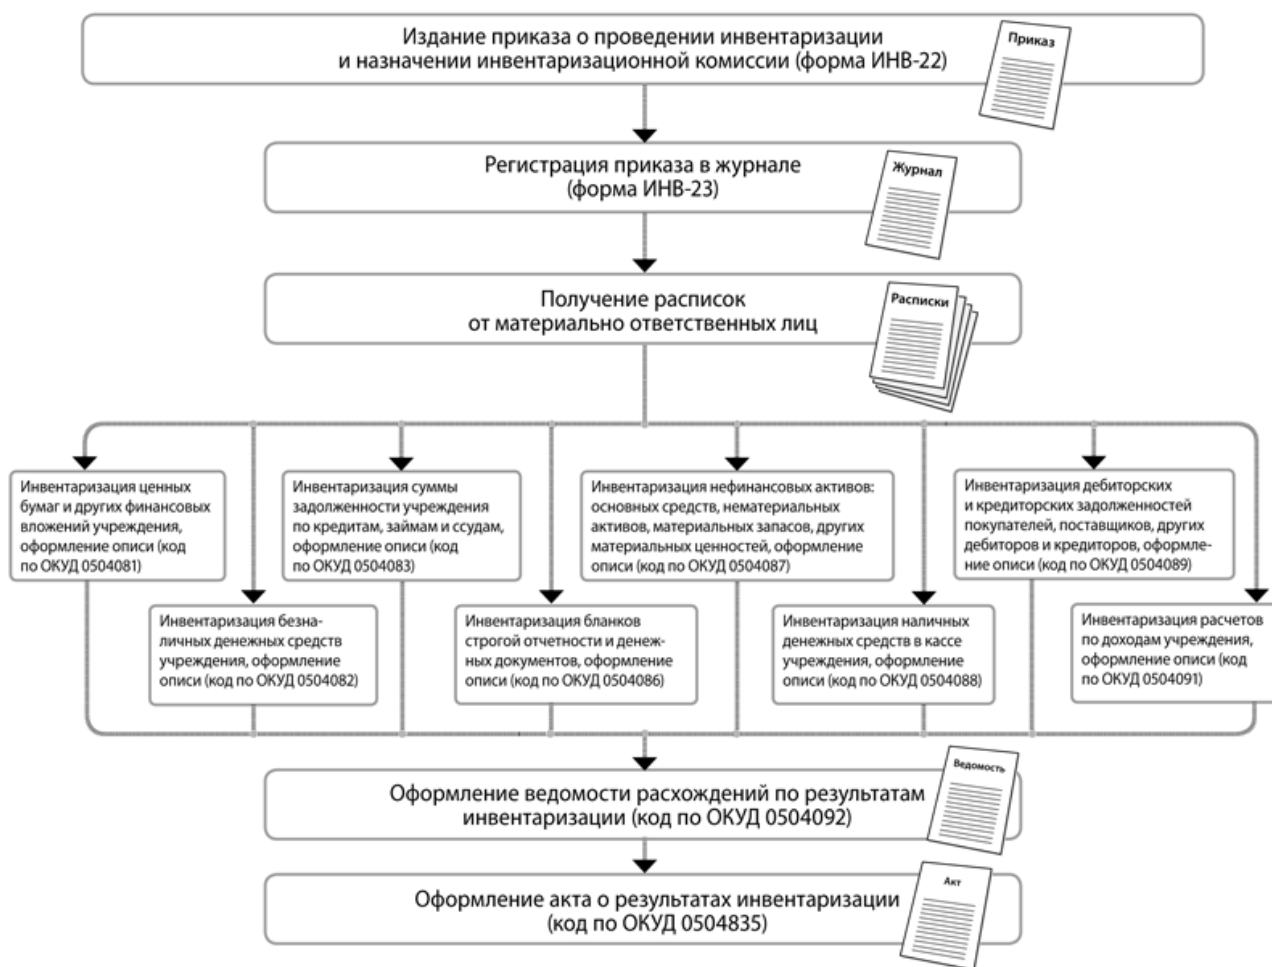 Издание приказа о проведении инвентаризации
и назначении инвентаризационной комиссии (форма ИНВ-22)
Приказ
Регистрация приказа в журнале
(форма ИНВ-23)
Журнал
Получение расписок
от материально ответственных лиц
Расписки
Инвентаризация ценных
бумаг и других финансовых
вложений учреждения,
оформление описи (код
по ОКУД 0504081)
Инвентаризация суммы
задолженности учреждения
по кредитам, займам и ссудам,
оформление описи (код
по ОКУД 0504083)
Инвентаризация нефинансовых активов:
основных средств, нематериальных
активов, материальных запасов, других
материальных ценностей, оформление
описи (код по ОКУД 0504087)
Инвентаризация дебиторских
и кредиторских задолженностей
покупателей, поставщиков, других
дебиторов и кредиторов, оформле-
ние описи (код по ОКУД 0504089)
Инвентаризация безна-
личных денежных средств
учреждения, оформление
описи (код по ОКУД 0504082)
Инвентаризация бланков
строгой отчетности и денеж-
ных документов, оформление
описи (код по ОКУД 0504086)
Инвентаризация наличных
денежных средств в кассе
учреждения, оформление
описи (код по ОКУД 0504088)
Инвентаризация расчетов
по доходам учреждения,
оформление описи (код
по ОКУД 0504091)
Ведомость
Оформление ведомости расхождений по результатам
инвентаризации (код по ОКУД 0504092)
Акт
Оформление акта о результатах инвентаризации
(код по ОКУД 0504835)